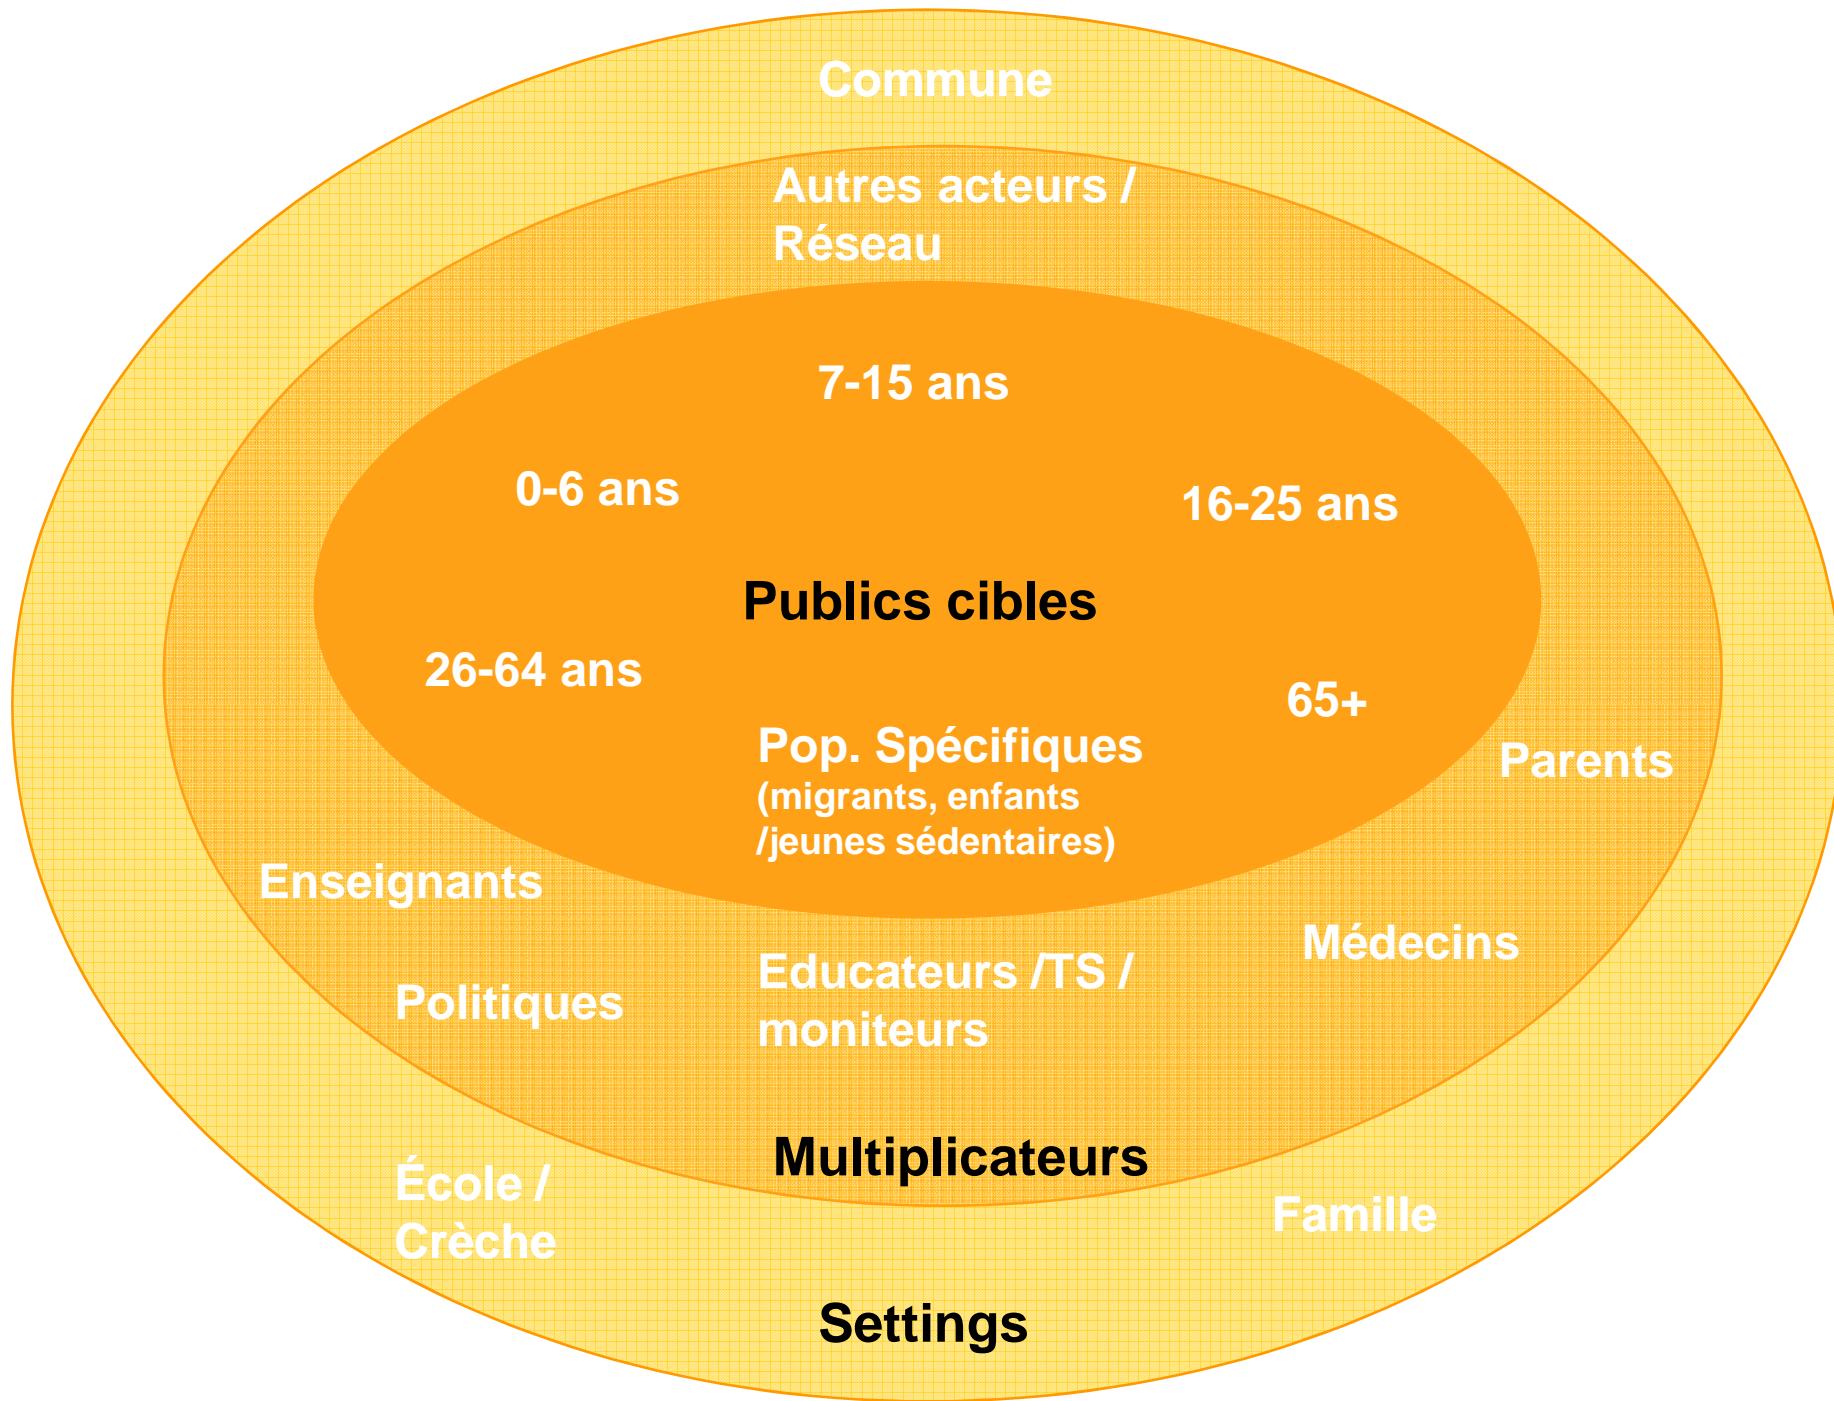 Commune
Autres acteurs /
Réseau
7-15 ans
0-6 ans
16-25 ans
Publics cibles
26-64 ans
65+
Pop. Spécifiques
(migrants, enfants
/jeunes sédentaires)
Parents
Enseignants
Médecins
Educateurs /TS /
moniteurs
Politiques
Multiplicateurs
École /
Crèche
Famille
Settings